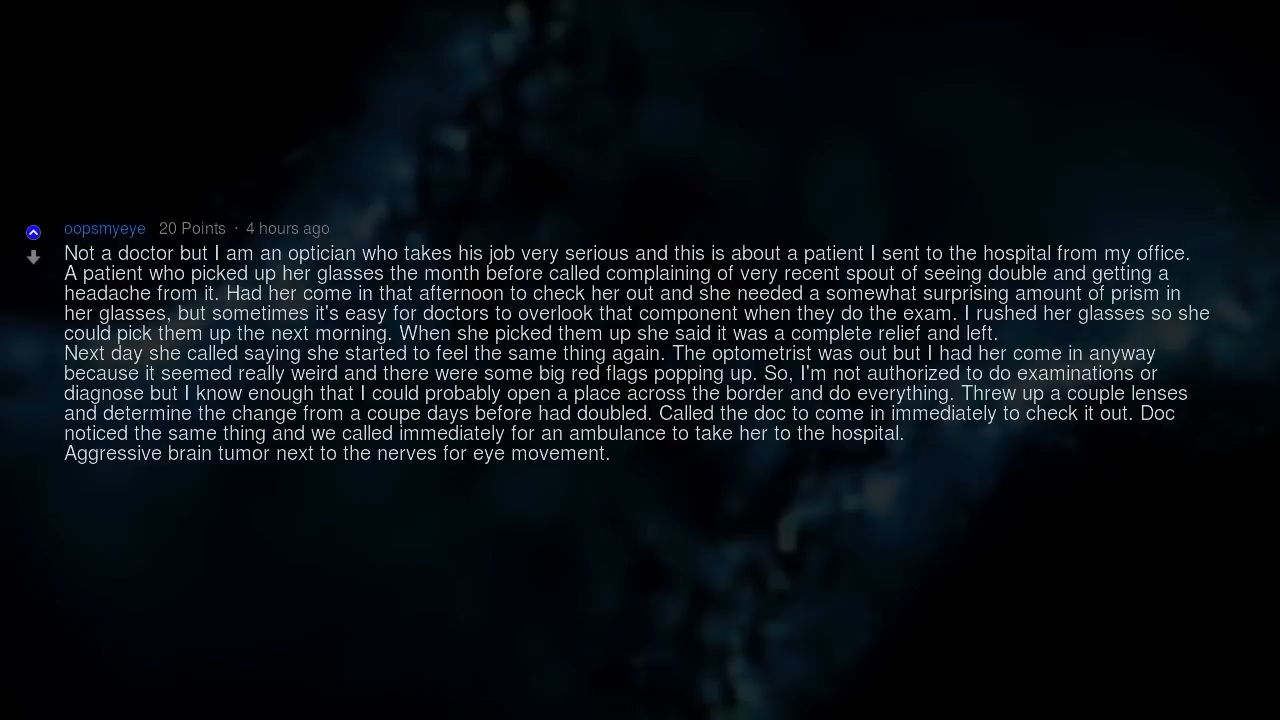 oopsmyeye 20 Points · 4 hours ago
Not a doctor but I am an optician who takes his job very serious and this is about a patient I sent to the hospital from my office.
A patient who picked up her glasses the month before called complaining of very recent spout of seeing double and getting a
headache from it. Had her come in that afternoon to check her out and she needed a somewhat surprising amount of prism in
her glasses, but sometimes it's easy for doctors to overlook that component when they do the exam. I rushed her glasses so she
could pick them up the next morning. When she picked them up she said it was a complete relief and left.
Next day she called saying she started to feel the same thing again. The optometrist was out but I had her come in anyway
because it seemed really weird and there were some big red flags popping up. So, I'm not authorized to do examinations or
diagnose but I know enough that I could probably open a place across the border and do everything. Threw up a couple lenses
and determine the change from a coupe days before had doubled. Called the doc to come in immediately to check it out. Doc
noticed the same thing and we called immediately for an ambulance to take her to the hospital.
Aggressive brain tumor next to the nerves for eye movement.